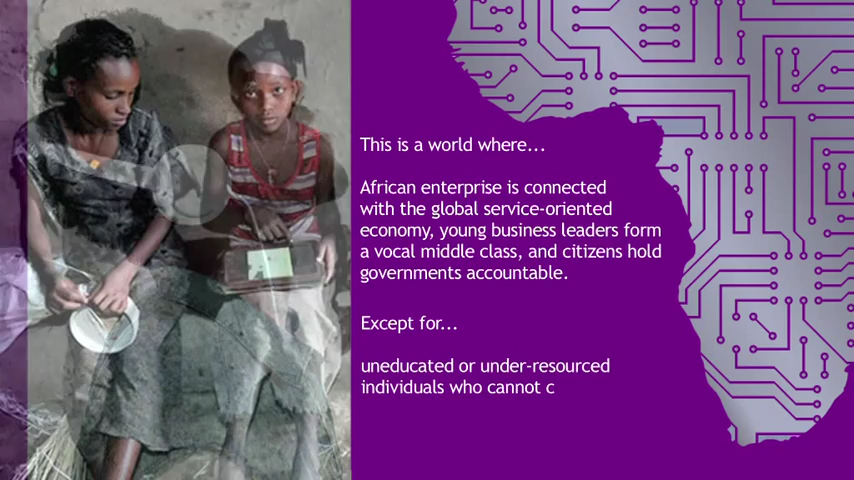 This is a world where...
African enterprise is connected
with the global service-oriented
economy, young business leaders form
a vocal middle class, and citizens hold
governments accountable.
Except for...
uneducated or under-resourced
individuals who cannot c